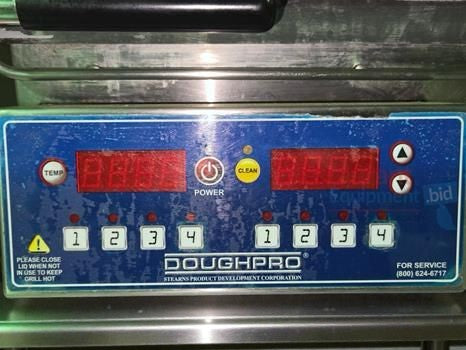 TEMP
POWER
CLEAN
1 2 3 4 1 2 3 4
PLEASE CLOSE
LID WHEN NOT
IN USE TO KEEP
GRILL HOT
DOUGHPRO
STEARNS PRODUCT DEVELOPMENT CORPORATION
FOR SERVICE
(800) 624-6717
.bid